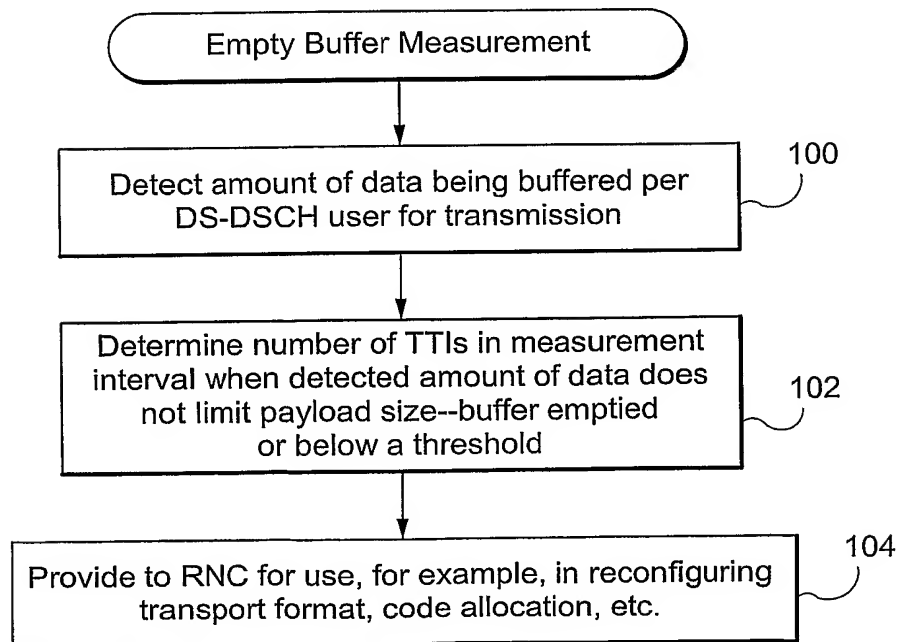 Empty Buffer Measurement
100
Detect amount of data being buffered per
DS-DSCH user for transmission
Determine number of TTIs in measurement
interval when detected amount of data does
not limit payload size--buffer emptied
or below a threshold
102
104
Provide to RNC for use, for example, in reconfiguring
transport format, code allocation, etc.